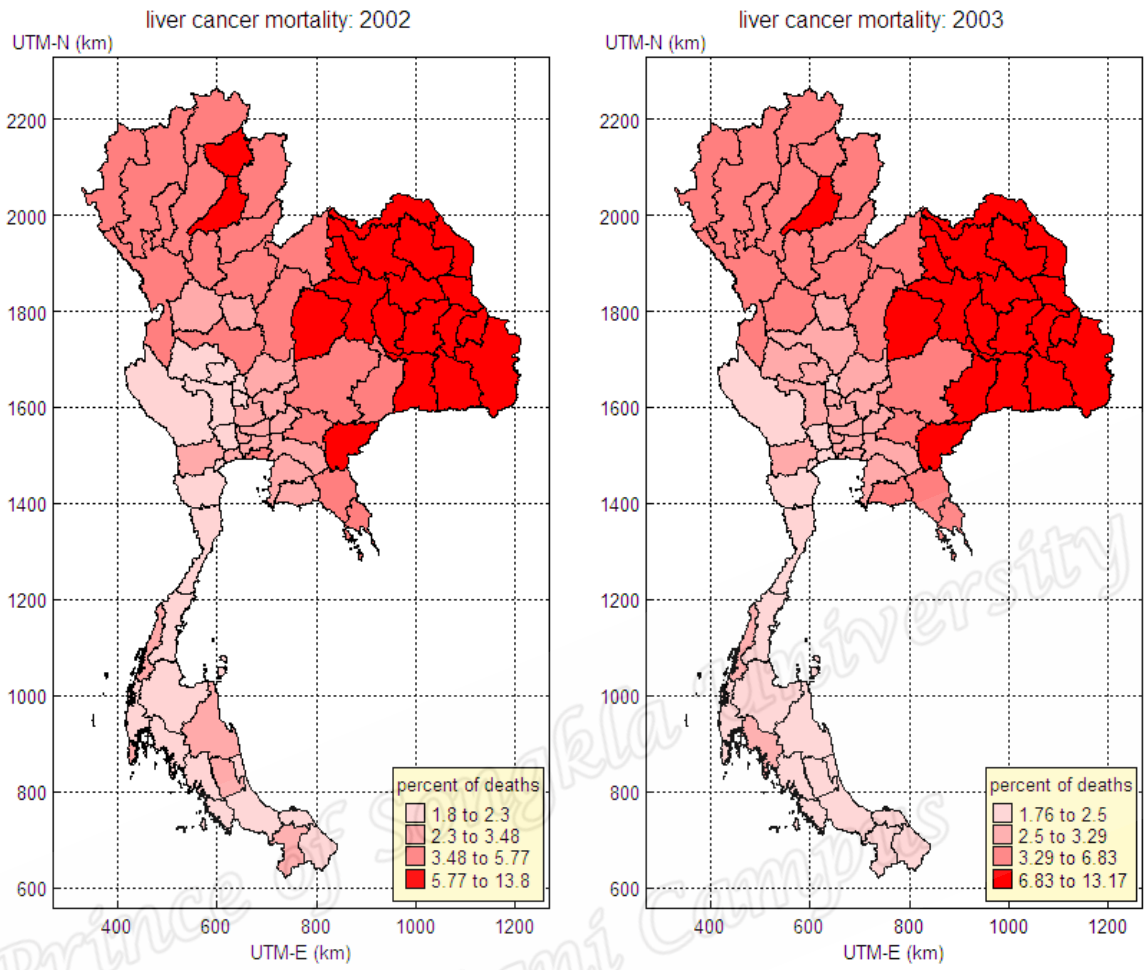 liver cancer mortality: 2002
UTM-N (km)
2200
2000
1800
1600
1400
1200
1000
800
600
400 600 800 1000 1200
UTM-E (km)
percent of deaths
1.8 to 2.3
2.3 to 3.48
3.48 to 5.77
5.77 to 13.8
liver cancer mortality: 2003
UTM-N (km)
2200
2000
1800
1600
1400
1200
1000
800
600
400 600 800 1000 1200
UTM-E (km)
percent of deaths
1.76 to 2.5
2.5 to 3.29
3.29 to 6.83
6.83 to 13.17
Prince of Songkla University